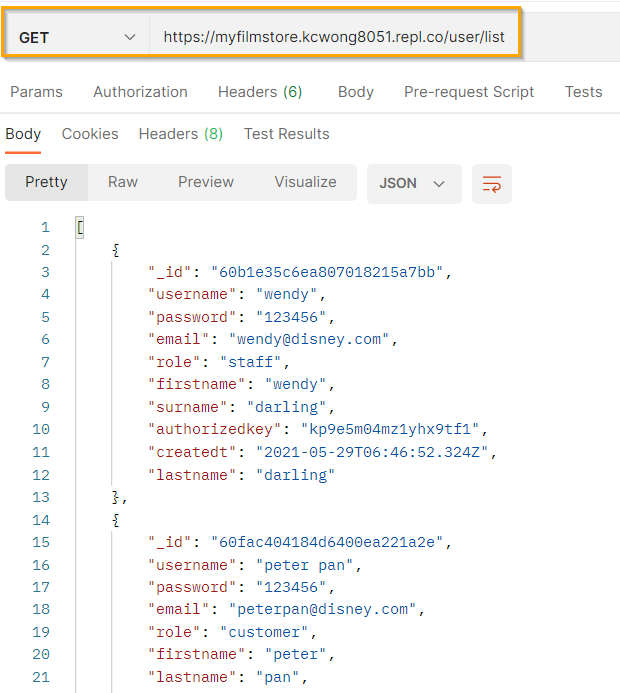 GET https://myfilmstore.kcwong8051.repl.co/user/list
Params Authorization Headers (6) Body Pre-request Script Tests
Body Cookies Headers (8) Test Results
Pretty Raw Preview Visualize JSON
1 [
2 {
3 "_id": "60b1e35c6ea807018215a7bb",
4 "username": "wendy",
5 "password": "123456",
6 "email": "wendy@disney.com",
7 "role": "staff",
8 "firstname": "wendy",
9 "surname": "darling",
10 "authorizedkey": "kp9e5m04mz1yhx9tf1",
11 "createdt": "2021-05-29T06:46:52.324Z",
12 "lastname": "darling"
13 },
14 {
15 "_id": "60fac404184d6400ea221a2e",
16 "username": "peter pan",
17 "password": "123456",
18 "email": "peterpan@disney.com",
19 "role": "customer",
20 "firstname": "peter",
21 "lastname": "pan",